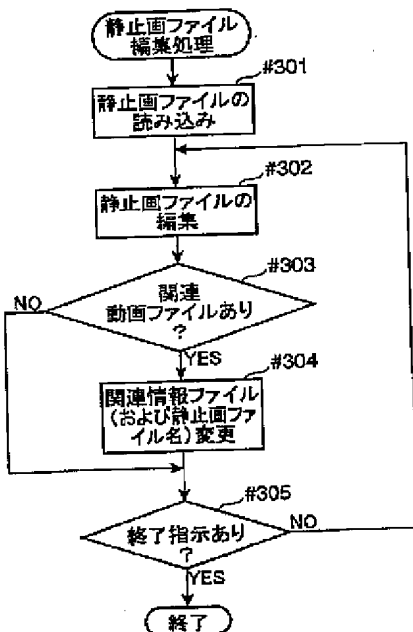 静止画ファイル
編集処理
#301
静止画ファイルの
読み込み
#302
静止画ファイルの
編集
#303
関連
動画ファイルあり
?
NO
YES
#304
関連情報ファイル
(および静止画ファ
イル名)変更
#305
終了指示あり
?
NO
YES
終了